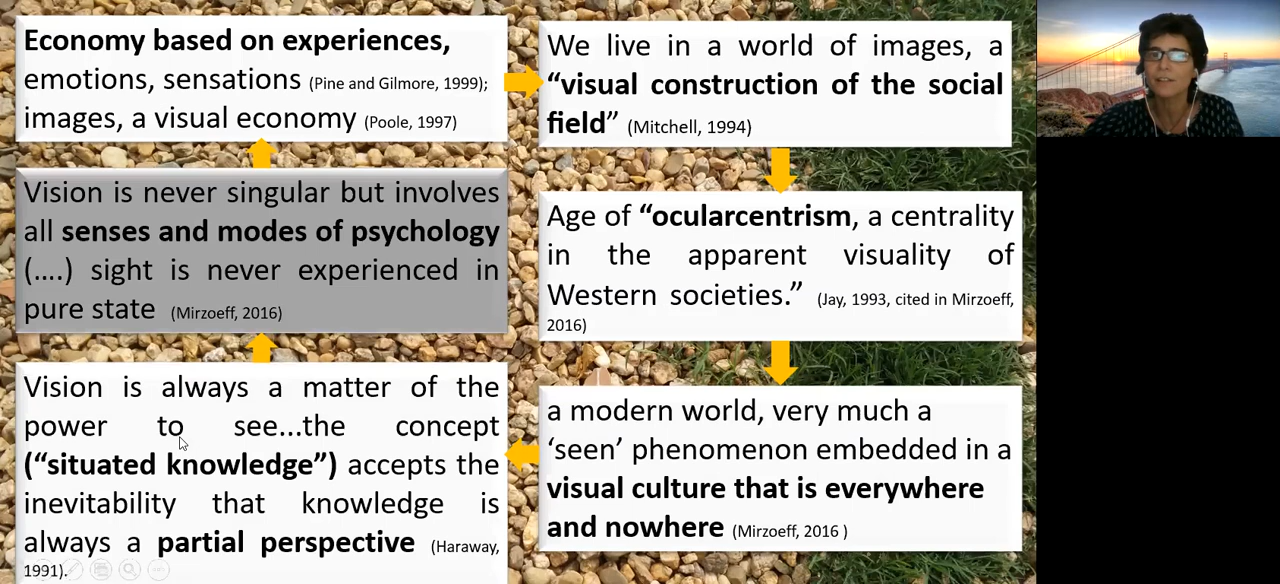 Economy based on experiences,
emotions, sensations (Pine and Gilmore, 1999);
images, a visual economy (Poole, 1997)
We live in a world of images, a
“visual construction of the social
field” (Mitchell, 1994)
Age of “ocularcentrism, a centrality
in the apparent visuality of
Western societies.” (Jay, 1993, cited in Mirzoeff,
2016)
a modern world, very much a
‘seen’ phenomenon embedded in a
visual culture that is everywhere
and nowhere (Mirzoeff, 2016 )
Vision is always a matter of the
power to see...the concept
(“situated knowledge”) accepts the
inevitability that knowledge is
always a partial perspective (Haraway,
1991).
Vision is never singular but involves
all senses and modes of psychology
(....) sight is never experienced in
pure state (Mirzoeff, 2016)